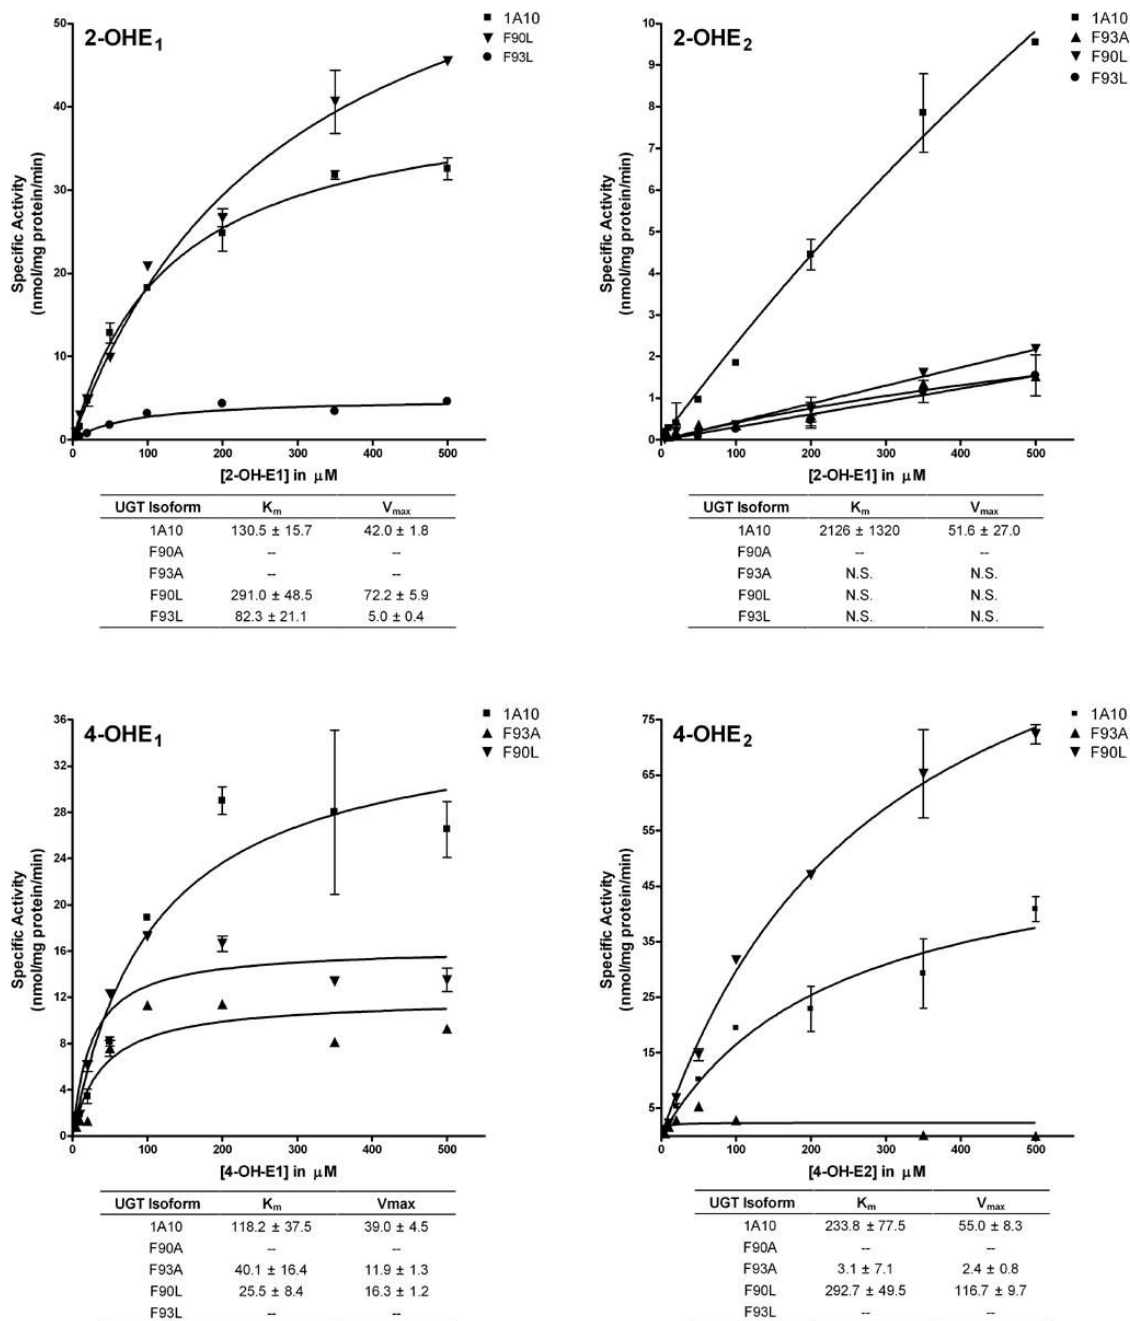 2-OHE1
1A10
F90L
F93L
50
40
30
20
10
0
0 100 200 300 400 500
Specific Activity
(nmol/mg protein/min)
[2-OH-E1] in μM
UGT Isoform Km Vmax
1A10 130.5 ± 15.7 42.0 ± 1.8
F90A -- --
F93A -- --
F90L 291.0 ± 48.5 72.2 ± 5.9
F93L 82.3 ± 21.1 5.0 ± 0.4
2-OHE2
1A10
F93A
F90L
F93L
10
9
8
7
6
5
4
3
2
1
0
0 100 200 300 400 500
Specific Activity
(nmol/mg protein/min)
[2-OH-E1] in μM
UGT Isoform Km Vmax
1A10 2126 ± 1320 51.6 ± 27.0
F90A -- --
F93A N.S. N.S.
F90L N.S. N.S.
F93L N.S. N.S.
4-OHE1
1A10
F93A
F90L
36
32
28
24
20
16
12
8
4
0
0 100 200 300 400 500
Specific Activity
(nmol/mg protein/min)
[4-OH-E1] in μM
UGT Isoform Km Vmax
1A10 118.2 ± 37.5 39.0 ± 4.5
F90A -- --
F93A 40.1 ± 16.4 11.9 ± 1.3
F90L 25.5 ± 8.4 16.3 ± 1.2
F93L -- --
4-OHE2
1A10
F93A
F90L
75
65
55
45
35
25
15
5
0 100 200 300 400 500
Specific Activity
(nmol/mg protein/min)
[4-OH-E2] in μM
UGT Isoform Km Vmax
1A10 233.8 ± 77.5 55.0 ± 8.3
F90A -- --
F93A 3.1 ± 7.1 2.4 ± 0.8
F90L 292.7 ± 49.5 116.7 ± 9.7
F93L -- --